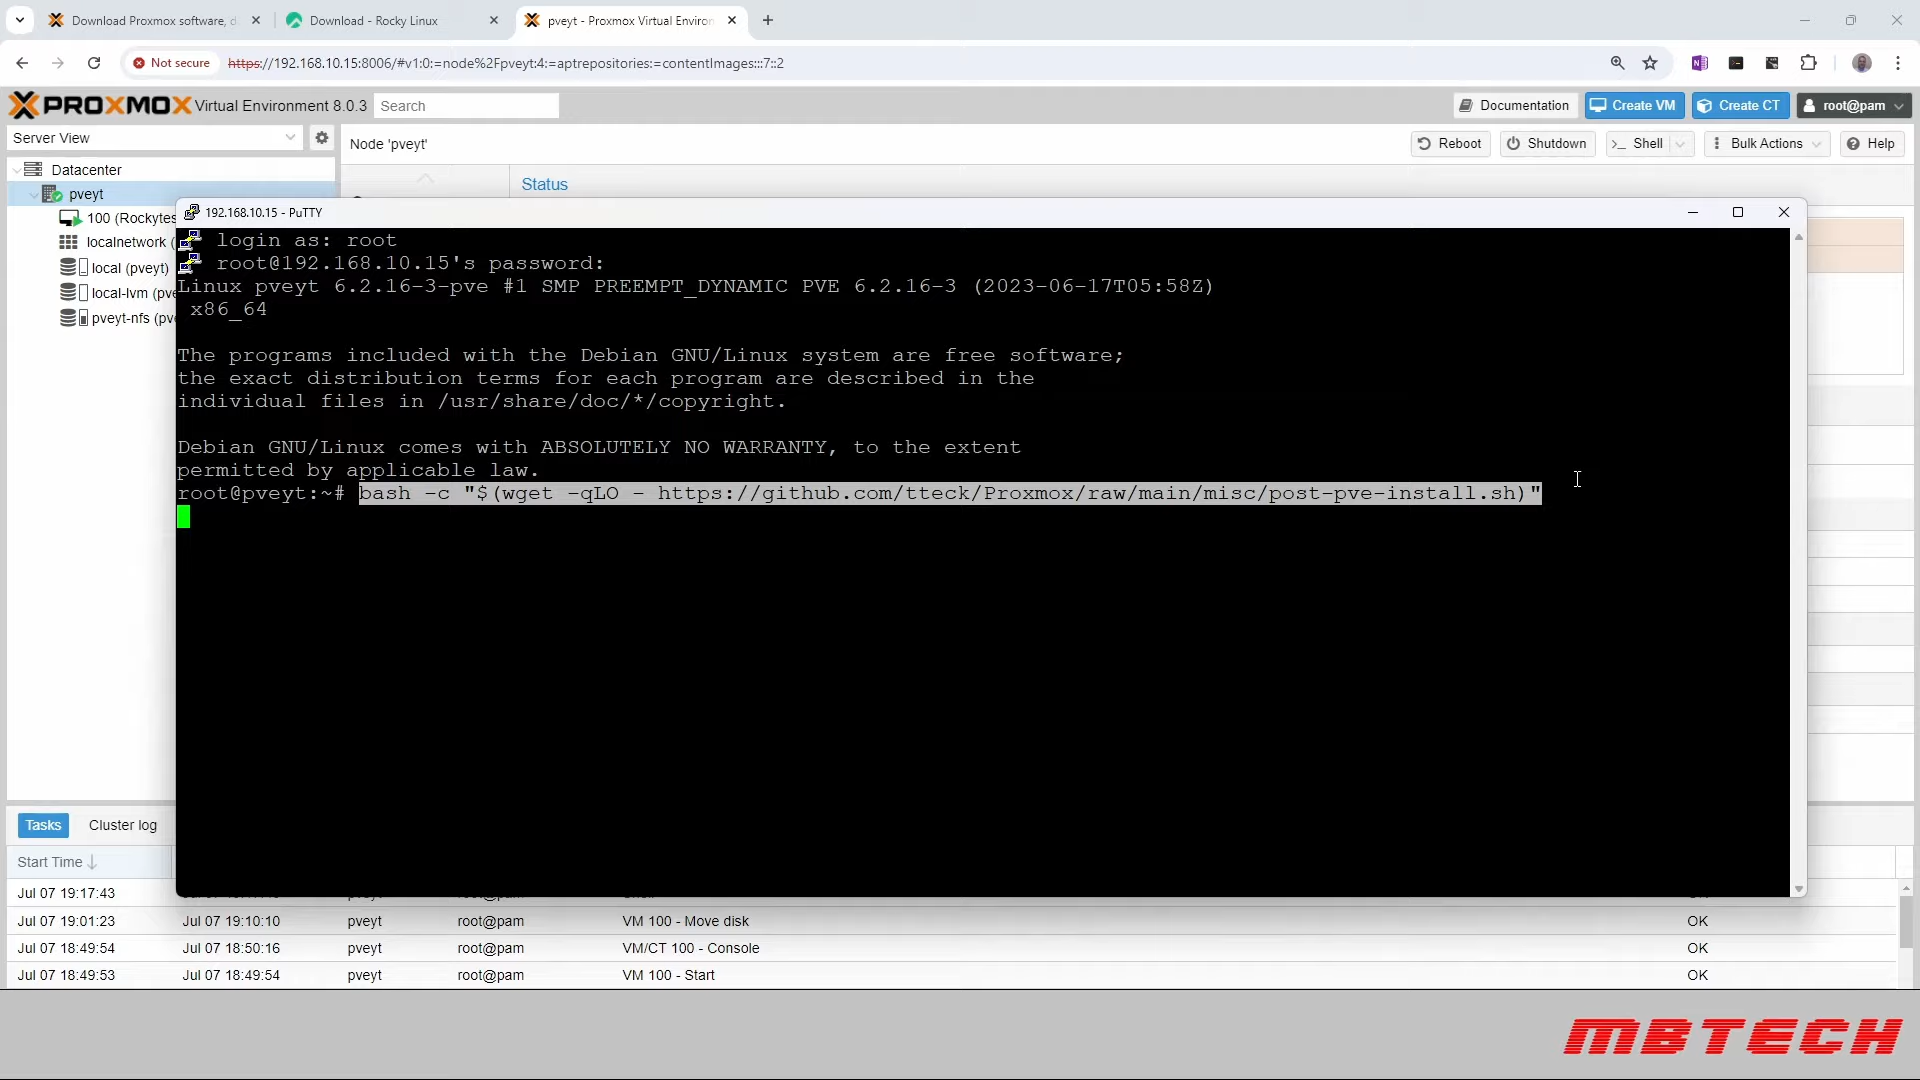 Download Proxmox software, d
Download - Rocky Linux
pveyt - Proxmox Virtual Environ
Not secure
https://192.168.10.15:8006/#v1:0:=node%2Fpveyt:4:=aptrepositories:=contentImages:::7::2
PROXMOX Virtual Environment 8.0.3
Search
Documentation
Create VM
Create CT
root@pam
Server View
Node 'pveyt'
Reboot
Shutdown
>_ Shell
Bulk Actions
Help
Datacenter
pveyt
100 (Rockytes
localnetwork (
local (pveyt)
local-lvm (pve
pveyt-nfs (pve
Status
192.168.10.15 - PuTTY
login as: root
root@192.168.10.15's password:
Linux pveyt 6.2.16-3-pve #1 SMP PREEMPT_DYNAMIC PVE 6.2.16-3 (2023-06-17T05:58Z)
x86_64
The programs included with the Debian GNU/Linux system are free software;
the exact distribution terms for each program are described in the
individual files in /usr/share/doc/*/copyright.
Debian GNU/Linux comes with ABSOLUTELY NO WARRANTY, to the extent
permitted by applicable law.
root@pveyt:~# bash -c "$(wget -qLO - https://github.com/tteck/Proxmox/raw/main/misc/post-pve-install.sh)"
Tasks
Cluster log
Start Time
Jul 07 19:17:43
Jul 07 19:01:23 Jul 07 19:10:10 pveyt root@pam VM 100 - Move disk OK
Jul 07 18:49:54 Jul 07 18:50:16 pveyt root@pam VM/CT 100 - Console OK
Jul 07 18:49:53 Jul 07 18:49:54 pveyt root@pam VM 100 - Start OK
MBTECH